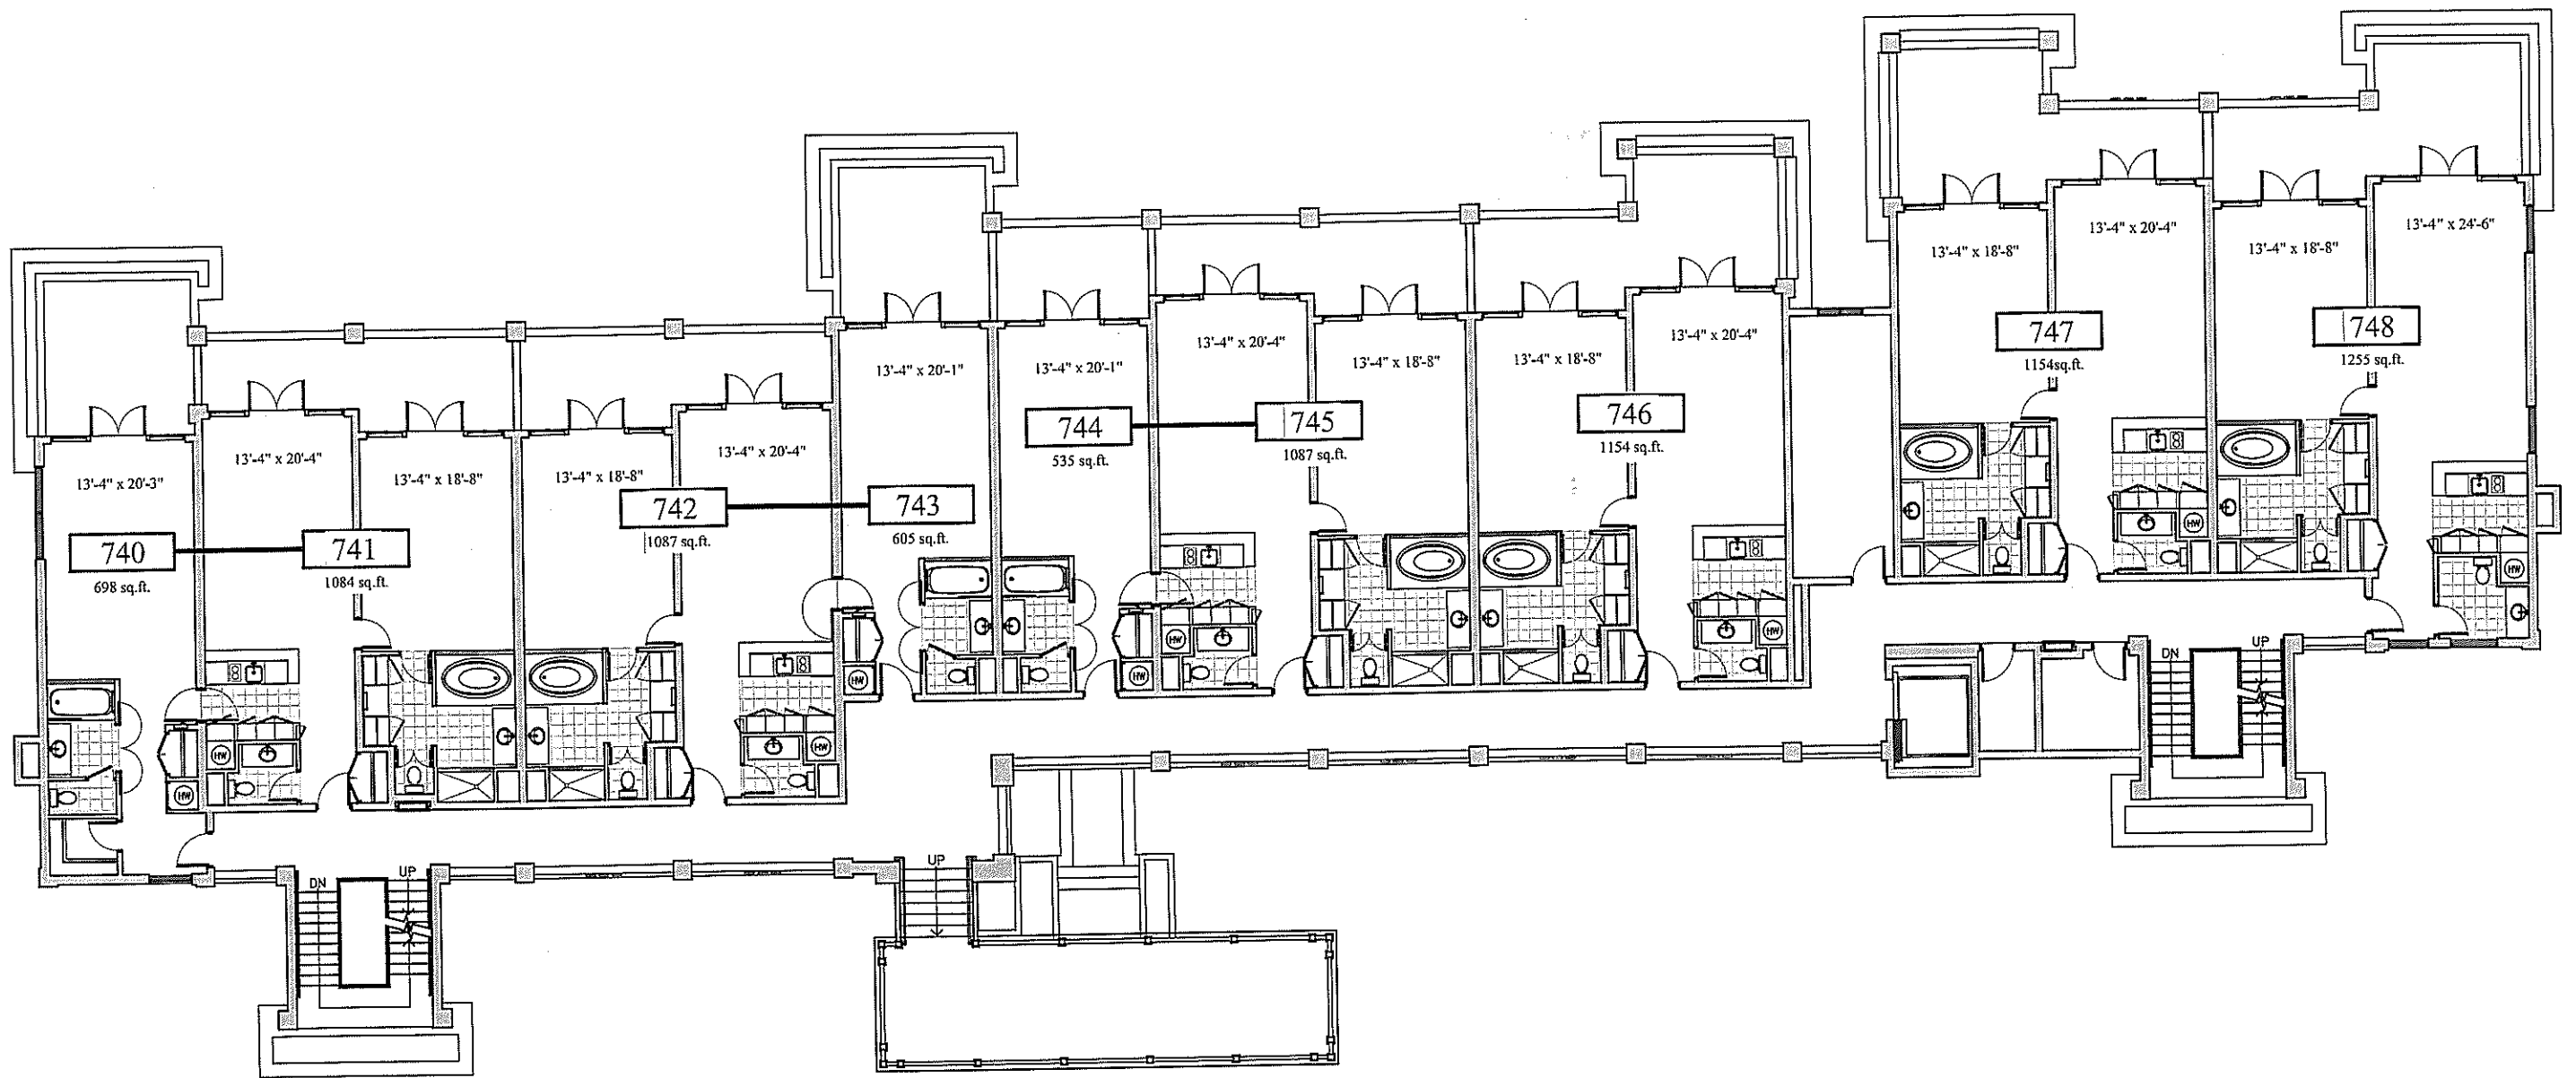 13'-4" x 20'-3"
740
698 sq.ft.
HW
13'-4" x 20'-4"
741
1084 sq.ft.
HW
13'-4" x 18'-8"
13'-4" x 18'-8"
742
1087 sq.ft.
13'-4" x 20'-4"
HW
13'-4" x 20'-1"
743
605 sq.ft.
HW
13'-4" x 20'-1"
744
535 sq.ft.
HW
13'-4" x 20'-4"
745
1087 sq.ft.
HW
13'-4" x 18'-8"
13'-4" x 18'-8"
746
1154 sq.ft.
13'-4" x 20'-4"
HW
13'-4" x 18'-8"
747
1154sq.ft.
13'-4" x 20'-4"
HW
13'-4" x 18'-8"
748
1255 sq.ft.
13'-4" x 24'-6"
HW
DN
UP
UP
DN
UP